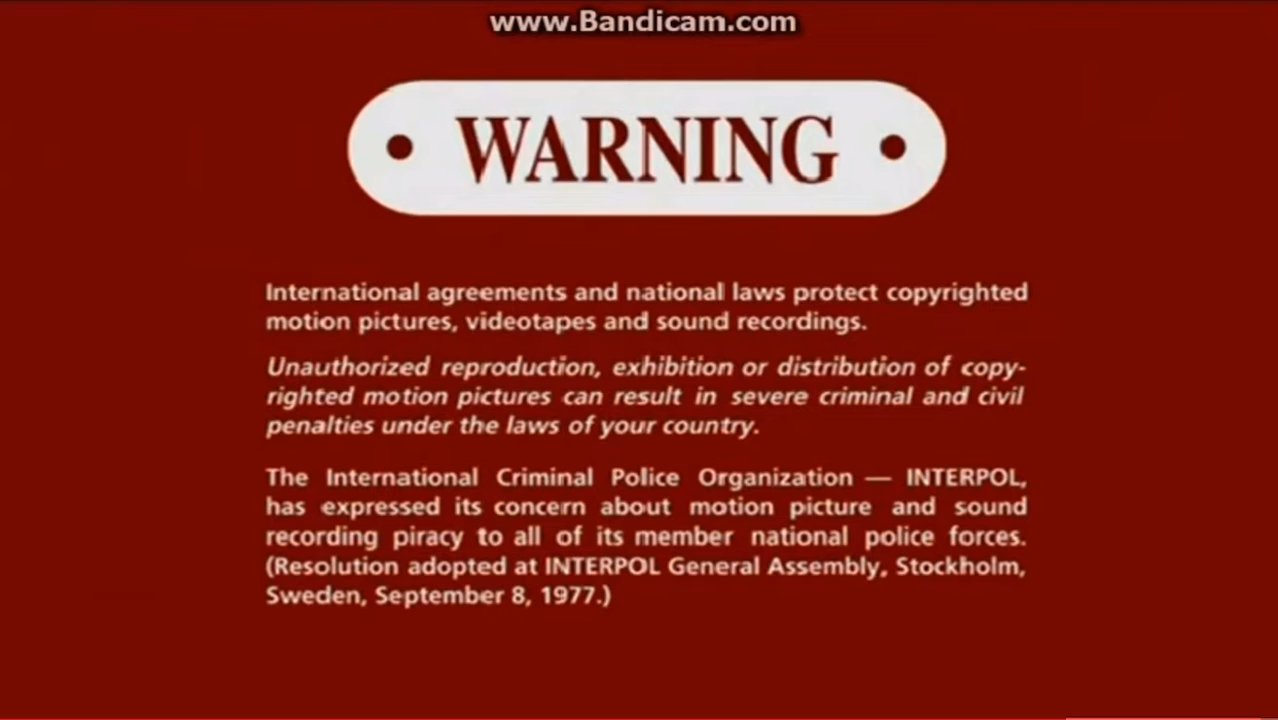 www.Bandicam.com
WARNING
International agreements and national laws protect copyrighted
motion pictures, videotapes and sound recordings.
Unauthorized reproduction, exhibition or distribution of copy-
righted motion pictures can result in severe criminal and civil
penalties under the laws of your country.
The International Criminal Police Organization — INTERPOL,
has expressed its concern about motion picture and sound
recording piracy to all of its member national police forces.
(Resolution adopted at INTERPOL General Assembly, Stockholm,
Sweden, September 8, 1977.)